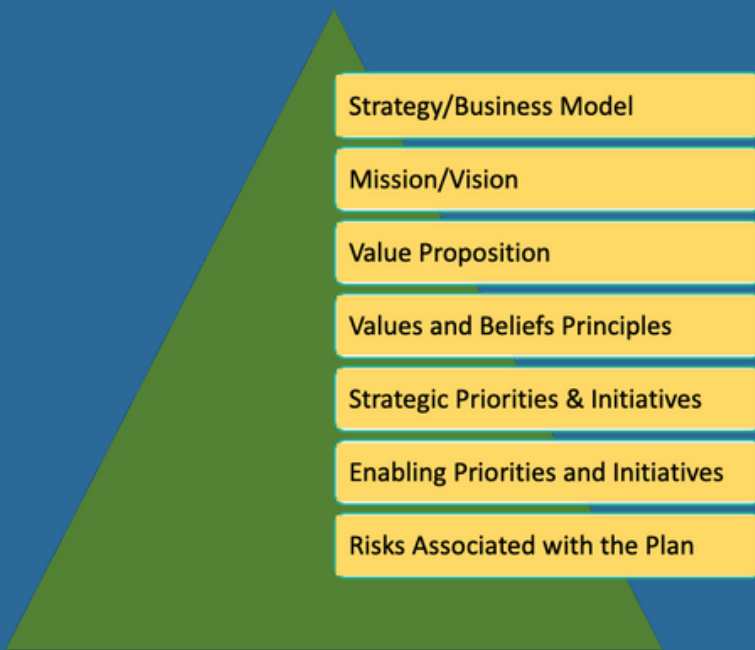 Strategy/Business Model
Mission/Vision
Value Proposition
Values and Beliefs Principles
Strategic Priorities & Initiatives
Enabling Priorities and Initiatives
Risks Associated with the Plan